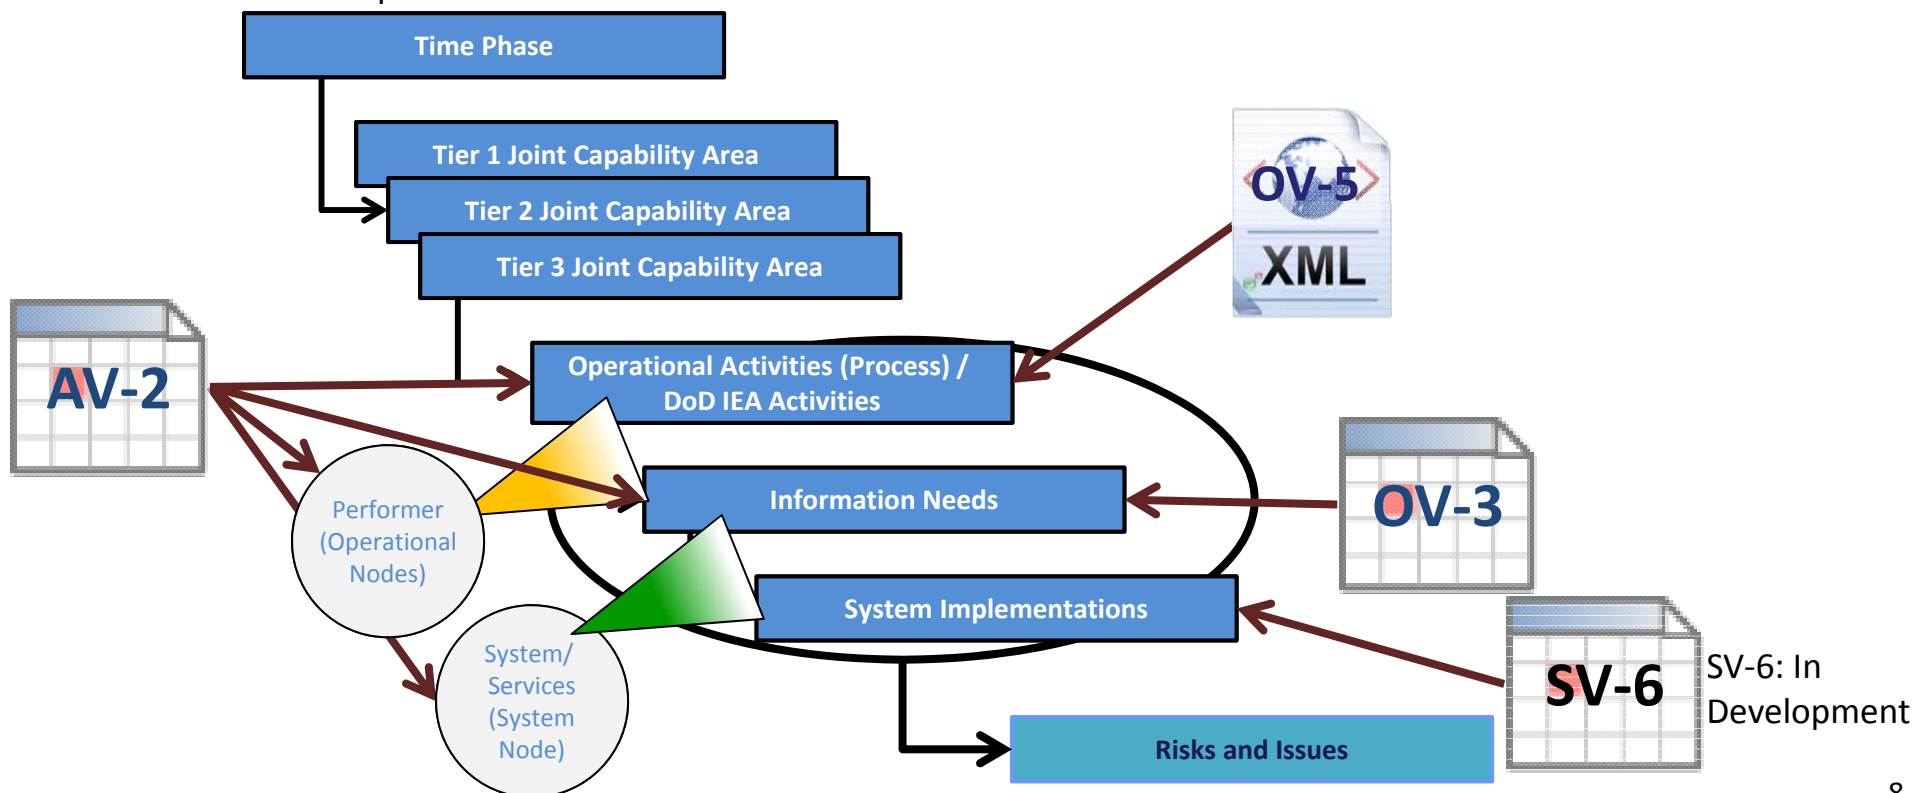 Time Phase
Tier 1 Joint Capability Area
Tier 2 Joint Capability Area
Tier 3 Joint Capability Area
OV-5
XML
AV-2
Operational Activities (Process) /
DoD IEA Activities
Information Needs
OV-3
Performer
(Operational
Nodes)
System Implementations
System/
Services
(System
Node)
SV-6
SV-6: In
Development
Risks and Issues
8